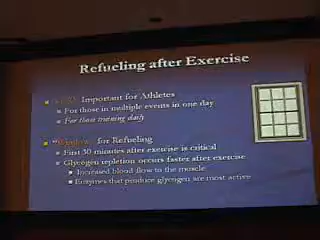 Refueling after Exercise
Important for Athletes
For those in multiple events in one day
For those training daily
"Window" for Refueling
First 30 minutes after exercise is critical
Glycogen repletion occurs faster after exercise
Increased blood flow to the muscle
Enzymes that produce glycogen are most active